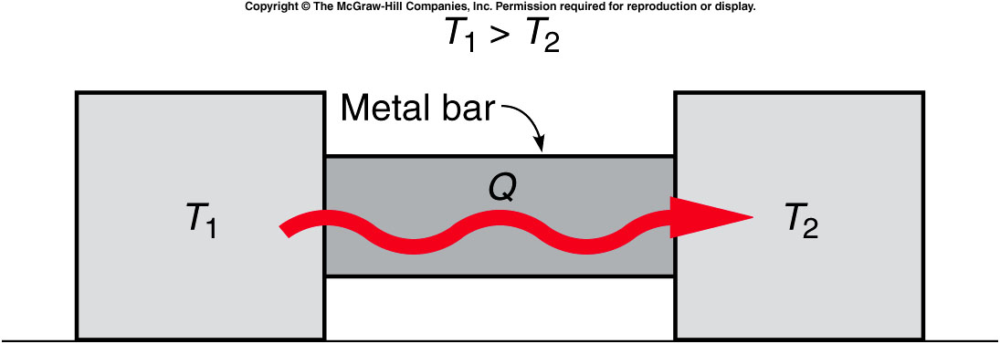 Copyright © The McGraw-Hill Companies, Inc. Permission required for reproduction or display.
T₁ > T₂
Metal bar
Q
T₁
T₂